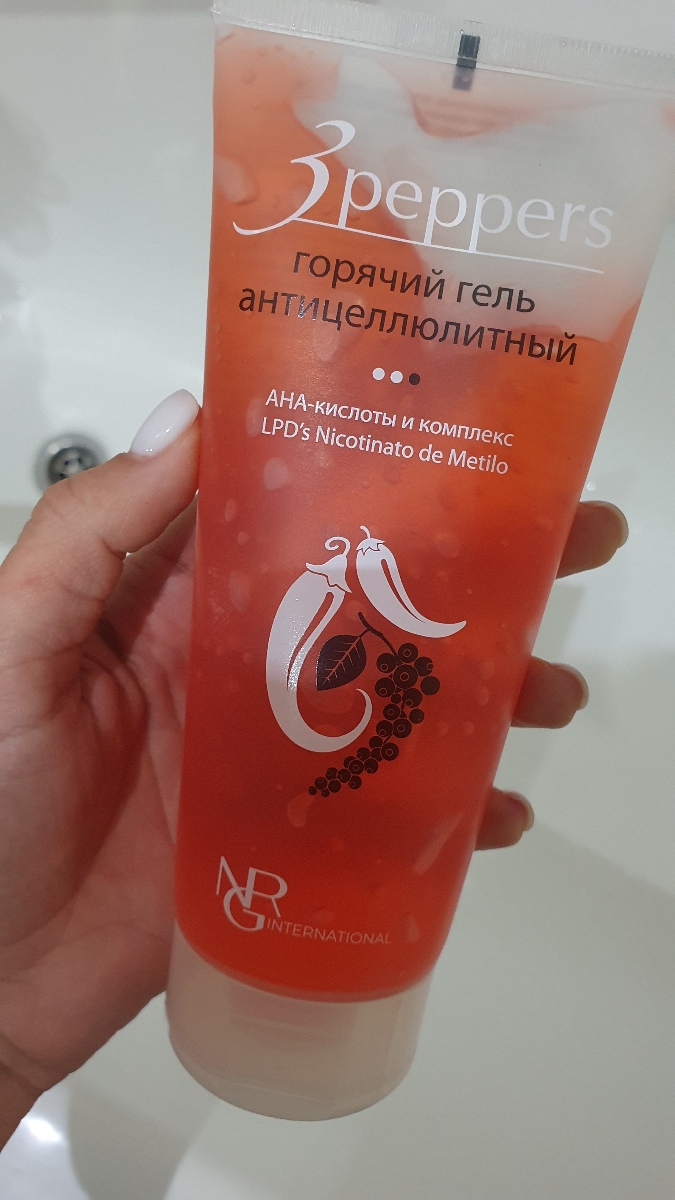 3peppers
горячий гель
антицеллюлитный
АНА-кислоты и комплекс
LPD's Nicotinato de Metilo
NRG INTERNATIONAL